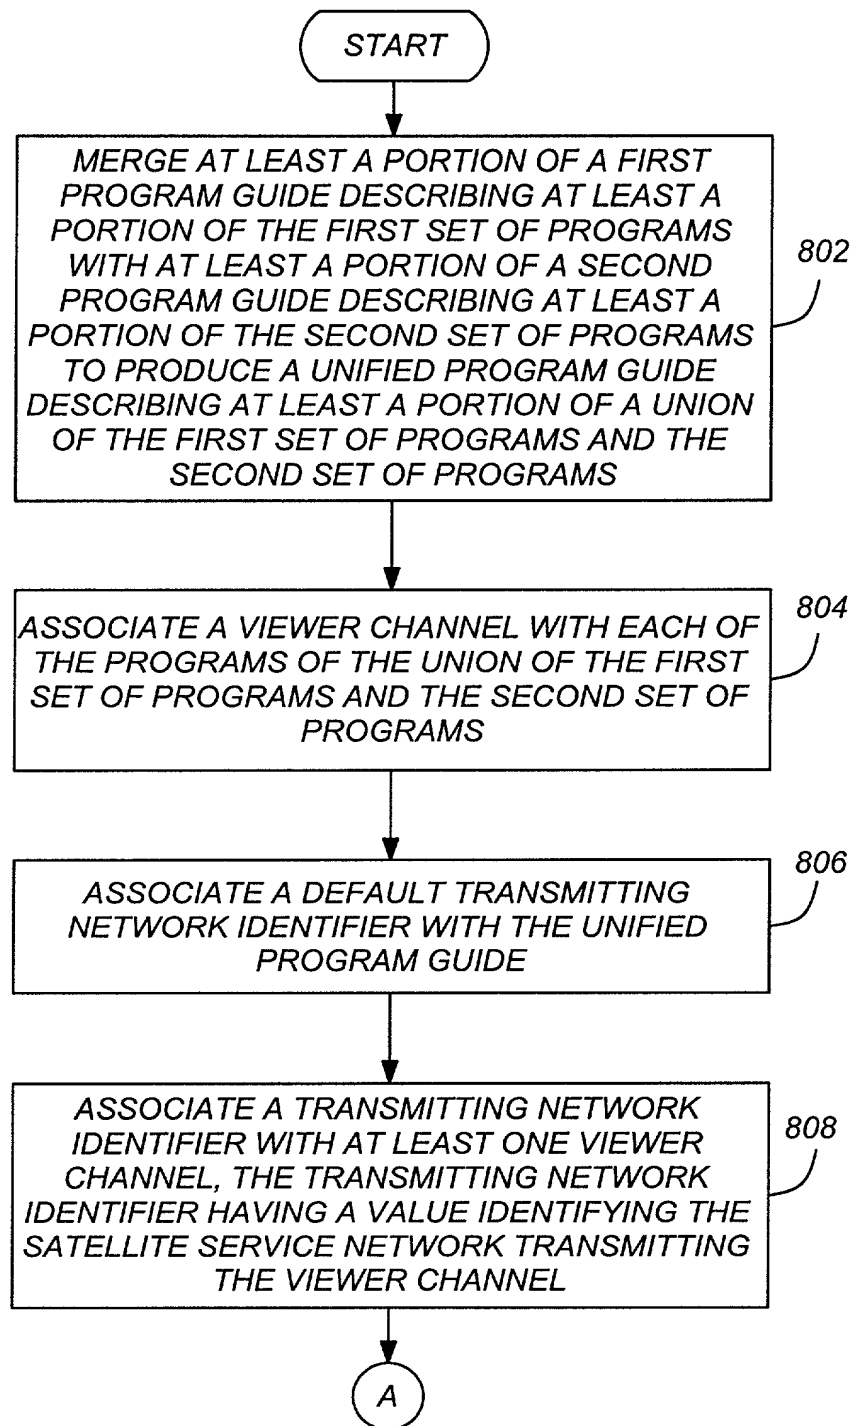 START
MERGE AT LEAST A PORTION OF A FIRST
PROGRAM GUIDE DESCRIBING AT LEAST A
PORTION OF THE FIRST SET OF PROGRAMS
WITH AT LEAST A PORTION OF A SECOND
PROGRAM GUIDE DESCRIBING AT LEAST A
PORTION OF THE SECOND SET OF PROGRAMS
TO PRODUCE A UNIFIED PROGRAM GUIDE
DESCRIBING AT LEAST A PORTION OF A UNION
OF THE FIRST SET OF PROGRAMS AND THE
SECOND SET OF PROGRAMS
802
ASSOCIATE A VIEWER CHANNEL WITH EACH OF
THE PROGRAMS OF THE UNION OF THE FIRST
SET OF PROGRAMS AND THE SECOND SET OF
PROGRAMS
804
ASSOCIATE A DEFAULT TRANSMITTING
NETWORK IDENTIFIER WITH THE UNIFIED
PROGRAM GUIDE
806
ASSOCIATE A TRANSMITTING NETWORK
IDENTIFIER WITH AT LEAST ONE VIEWER
CHANNEL, THE TRANSMITTING NETWORK
IDENTIFIER HAVING A VALUE IDENTIFYING THE
SATELLITE SERVICE NETWORK TRANSMITTING
THE VIEWER CHANNEL
808
A